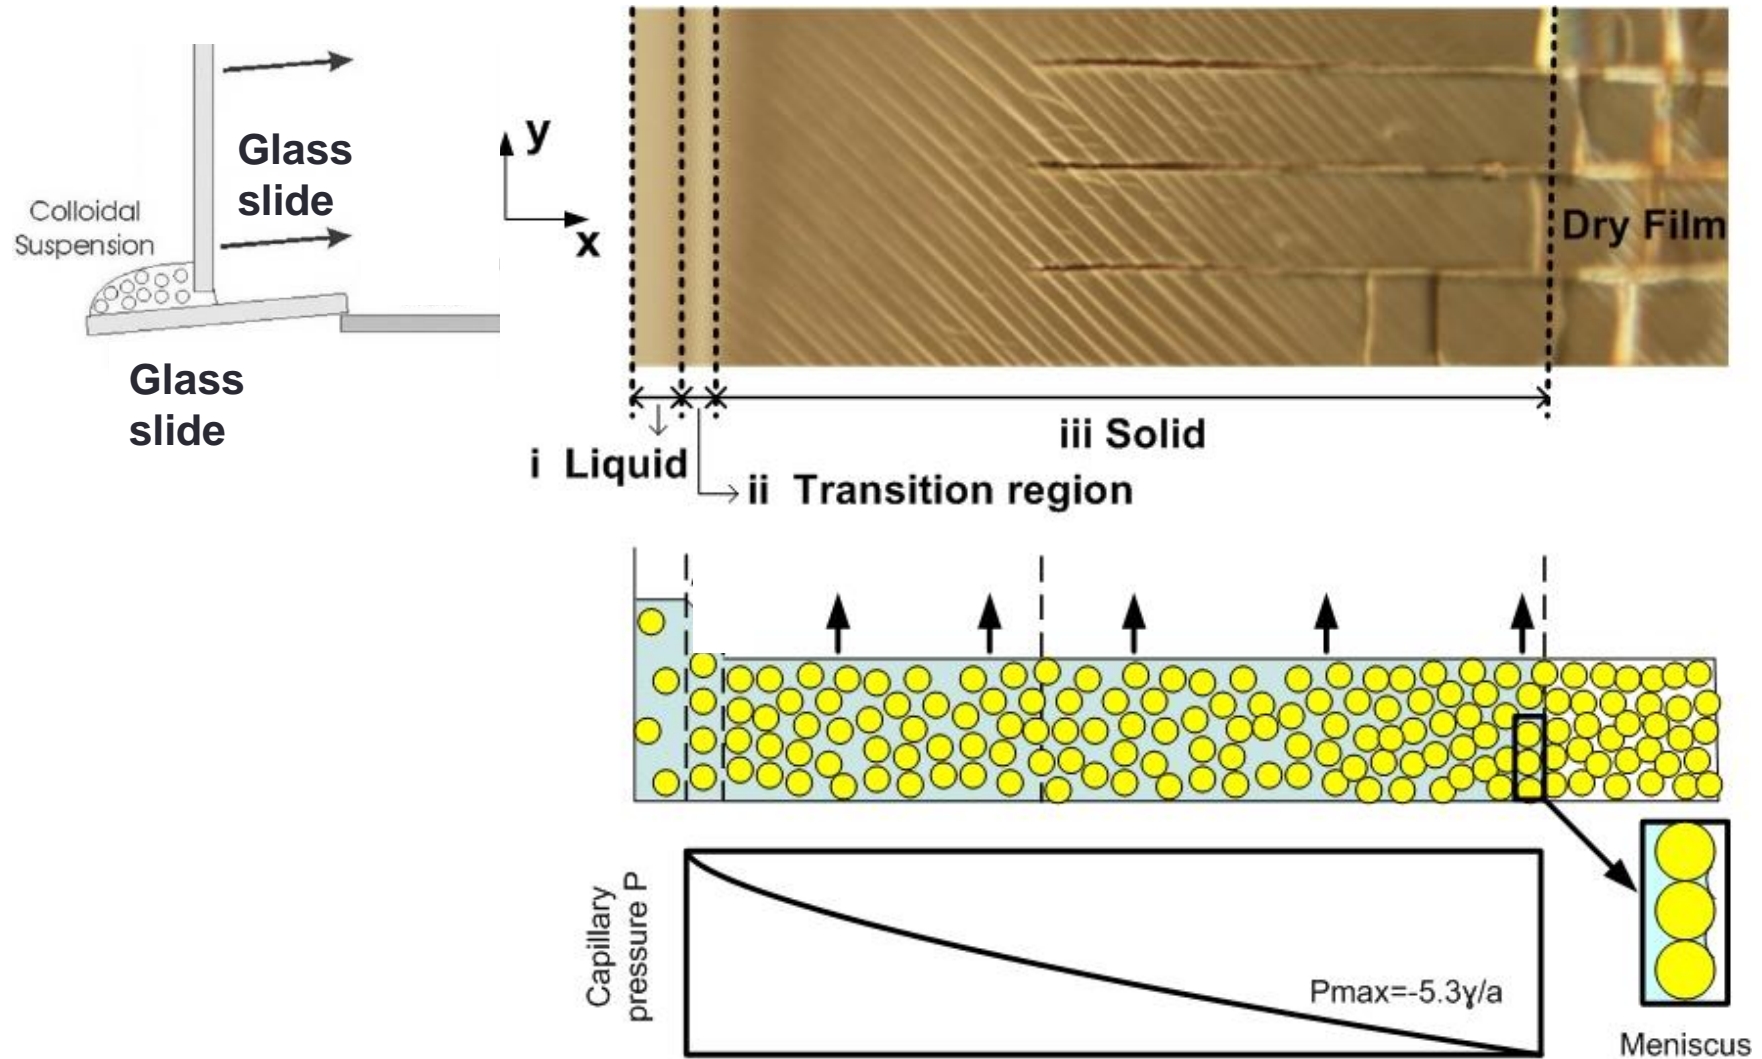 Glass
slide
Colloidal
Suspension
Glass
slide
y
x
Dry Film
i Liquid
ii Transition region
iii Solid
Capillary
pressure P
Pmax=-5.3ɣ/a
Meniscus